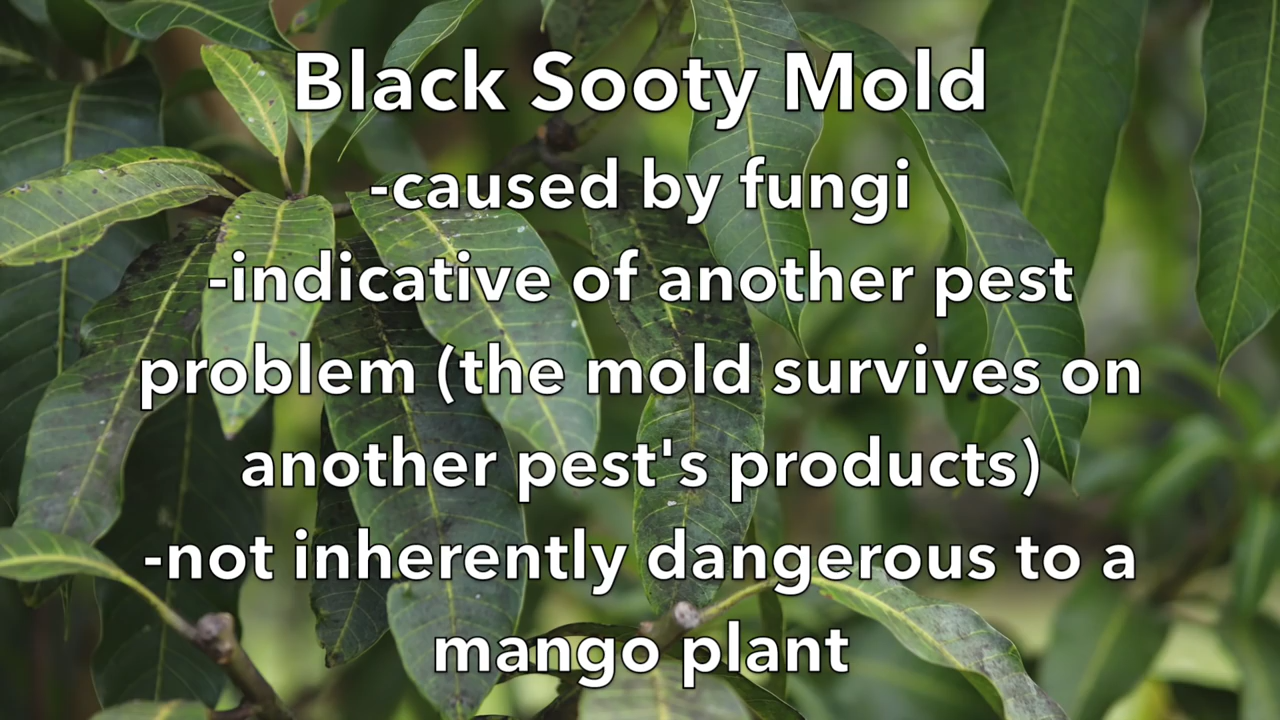 Black Sooty Mold
-caused by fungi
-indicative of another pest
problem (the mold survives on
another pest's products)
-not inherently dangerous to a
mango plant